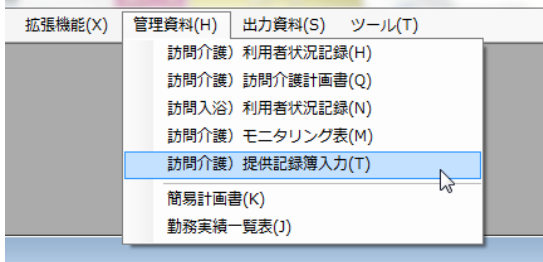 拡張機能(X) 管理資料(H) 出力資料(S) ツール(T)
訪問介護）利用者状況記録(H)
訪問介護）訪問介護計画書(Q)
訪問入浴）利用者状況記録(N)
訪問介護）モニタリング表(M)
訪問介護）提供記録簿入力(T)
簡易計画書(K)
勤務実績一覧表(J)